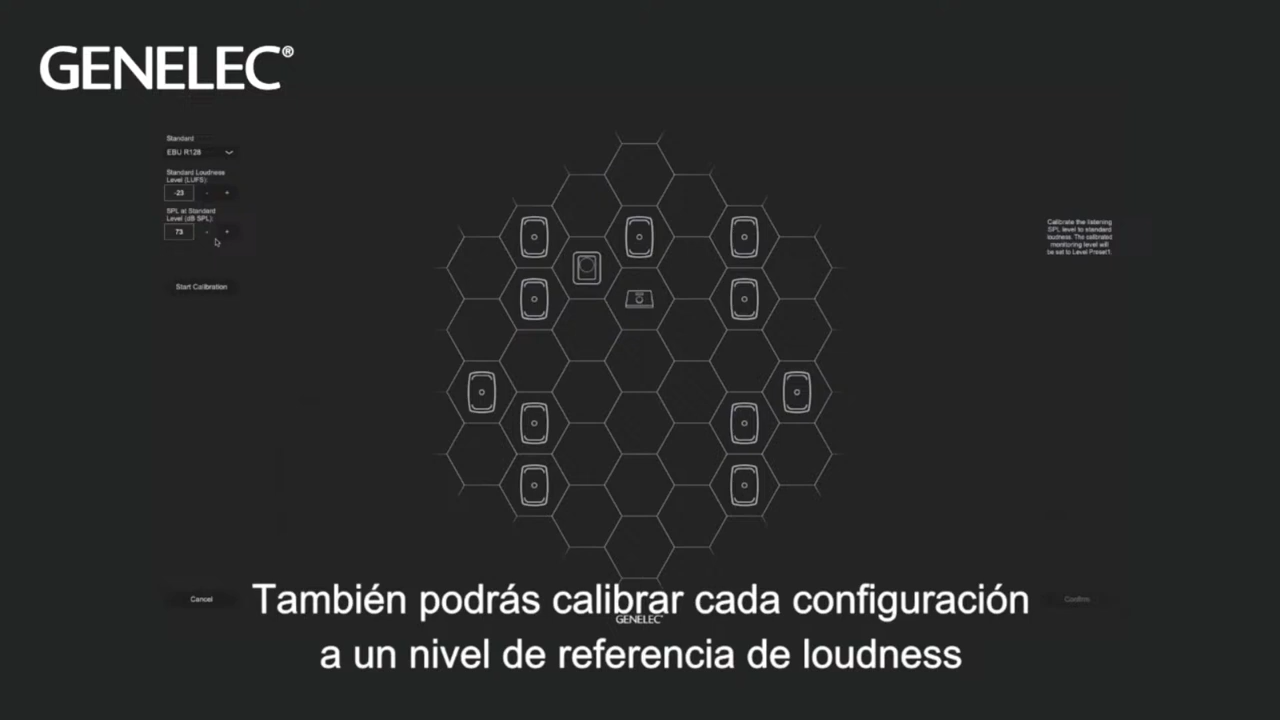 GENELEC®
Standard
EBU R128
Standard Loudness
Level (LUFS):
-23 - +
SPL at Standard
Level (dB SPL):
73 - +
Start Calibration
Calibrate the listening
SPL level to standard
loudness. The calibrated
monitoring level will
be set to Level Preset1.
Cancel
Confirm
También podrás calibrar cada configuración
GENELEC®
a un nivel de referencia de loudness